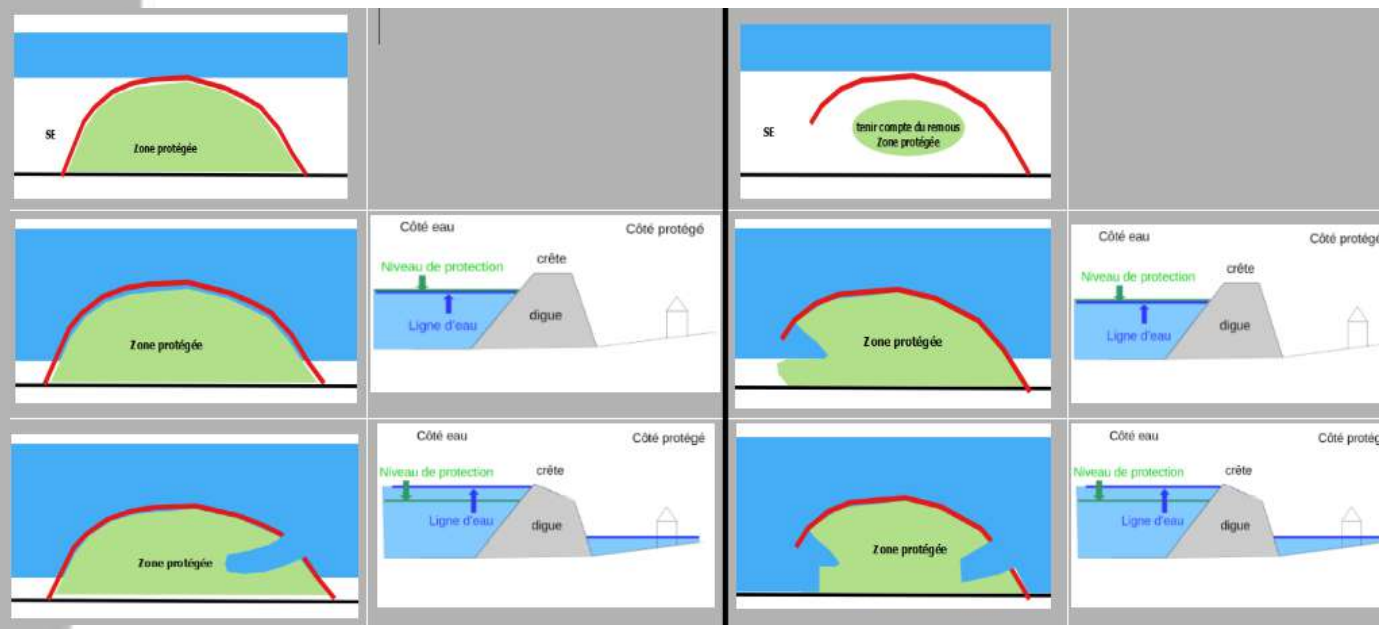 SE
Zone protégée
SE
tenir compte du remous
Zone protégée
Zone protégée
Côté eau
Côté protégé
crête
Niveau de protection
Ligne d'eau
digue
Zone protégée
Côté eau
Côté protégé
crête
Niveau de protection
Ligne d'eau
digue
Zone protégée
Côté eau
Côté protégé
crête
Niveau de protection
Ligne d'eau
digue
Zone protégée
Côté eau
Côté protég
crête
Niveau de protection
Ligne d'eau
digue